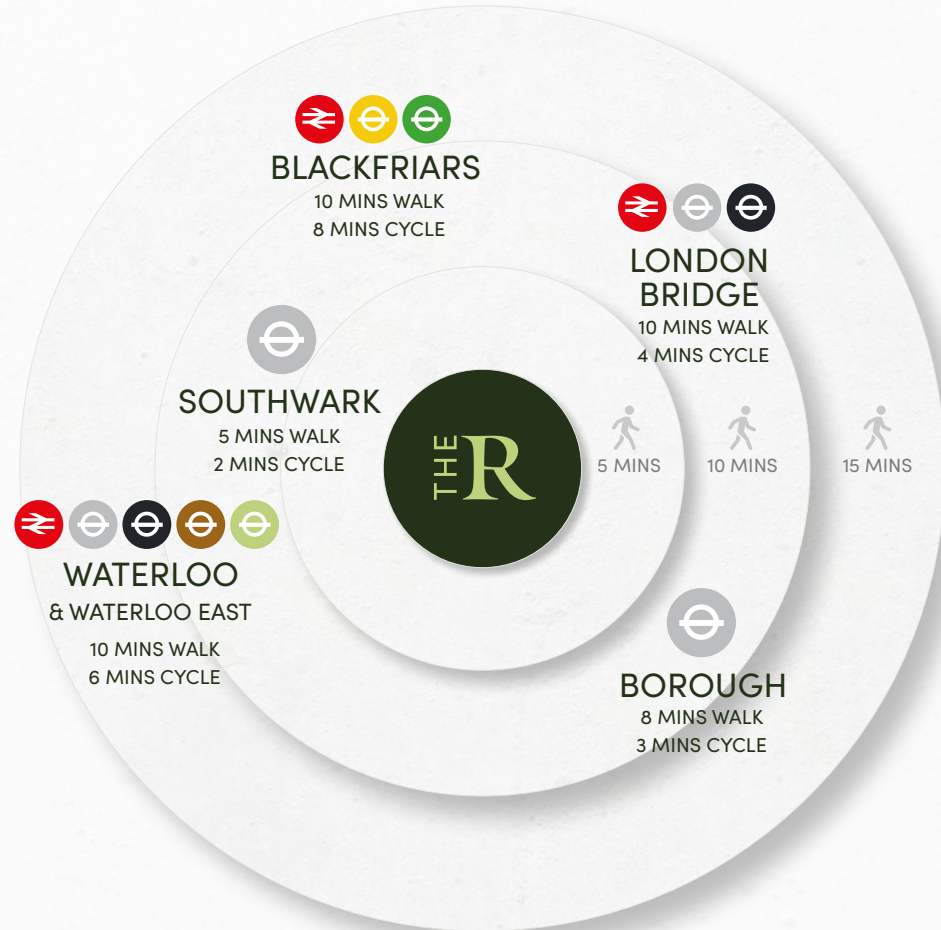 BLACKFRIARS
10 MINS WALK
8 MINS CYCLE
LONDON
BRIDGE
10 MINS WALK
4 MINS CYCLE
SOUTHWARK
5 MINS WALK
2 MINS CYCLE
THE R
5 MINS
10 MINS
15 MINS
WATERLOO
& WATERLOO EAST
10 MINS WALK
6 MINS CYCLE
BOROUGH
8 MINS WALK
3 MINS CYCLE